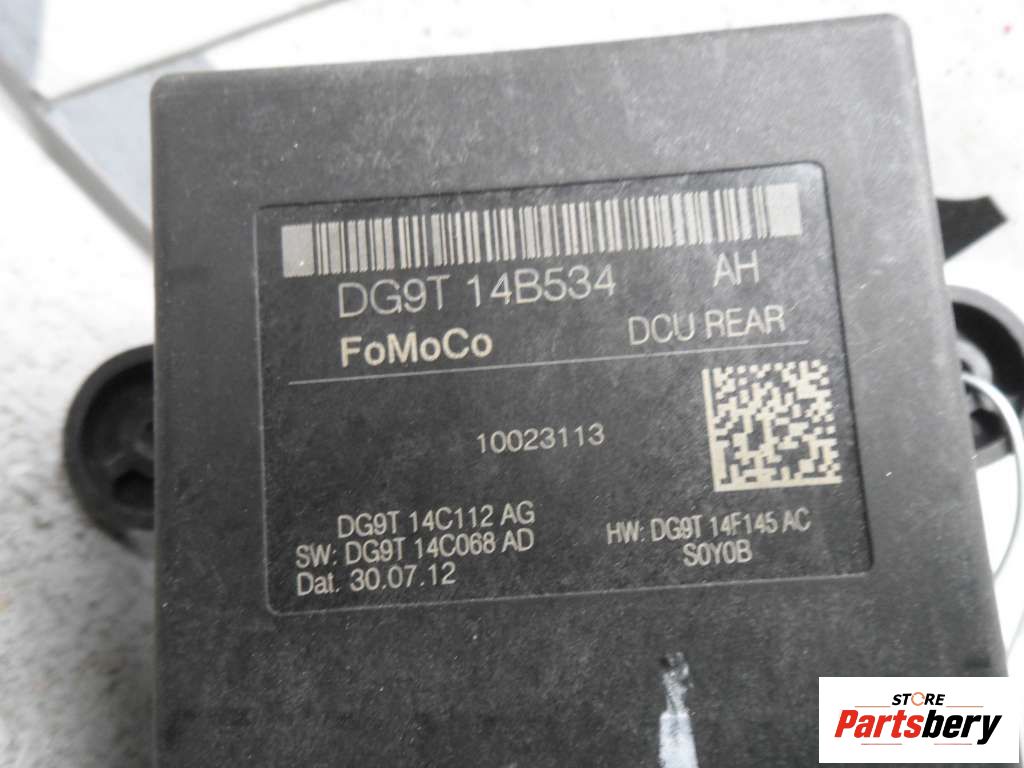 DG9T 14B534 AH
FoMoCo DCU REAR
10023113
DG9T 14C112 AG
SW: DG9T 14C068 AD
Dat. 30.07.12
HW: DG9T 14F145 AC
S0Y0B
STORE
Partsbery